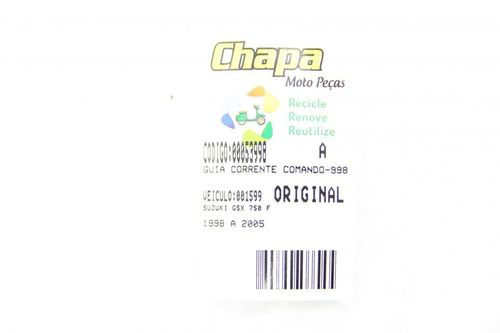 Chapa
Moto Peças
Recicle
Renove
Reutilize
CODIGO:00053998 A
GUIA CORRENTE COMANDO-998
VEICULO:001599 ORIGINAL
SUZUKI GSX 750 F
1998 A 2005